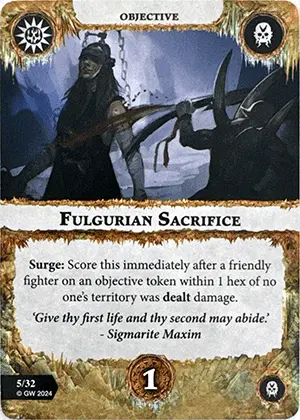 OBJECTIVE
FULGURIAN SACRIFICE
Surge: Score this immediately after a friendly
fighter on an objective token within 1 hex of no
one's territory was dealt damage.
'Give thy first life and thy second may abide.'
- Sigmarite Maxim
5/32
© GW 2024
1